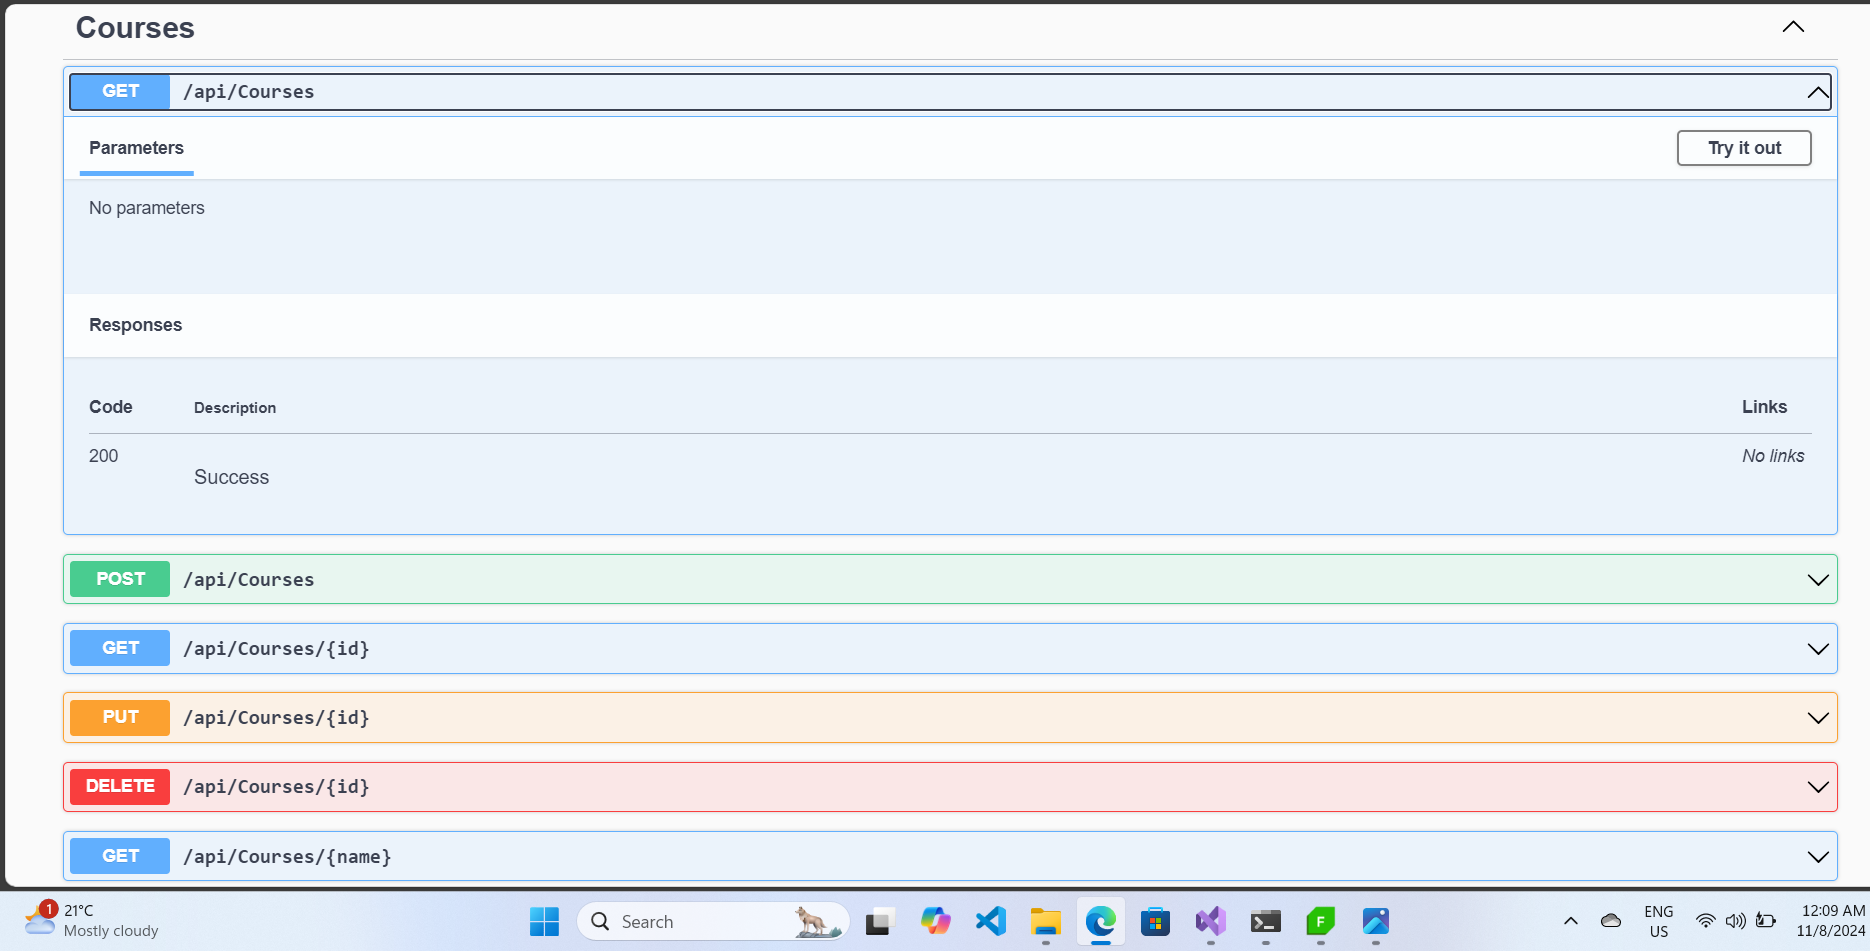 Courses
GET /api/Courses
Parameters Try it out
No parameters
Responses
Code Description Links
200 No links
Success
POST /api/Courses
GET /api/Courses/{id}
PUT /api/Courses/{id}
DELETE /api/Courses/{id}
GET /api/Courses/{name}
1 21°C
Mostly cloudy
Search
F
ENG
US
12:09 AM
11/8/2024